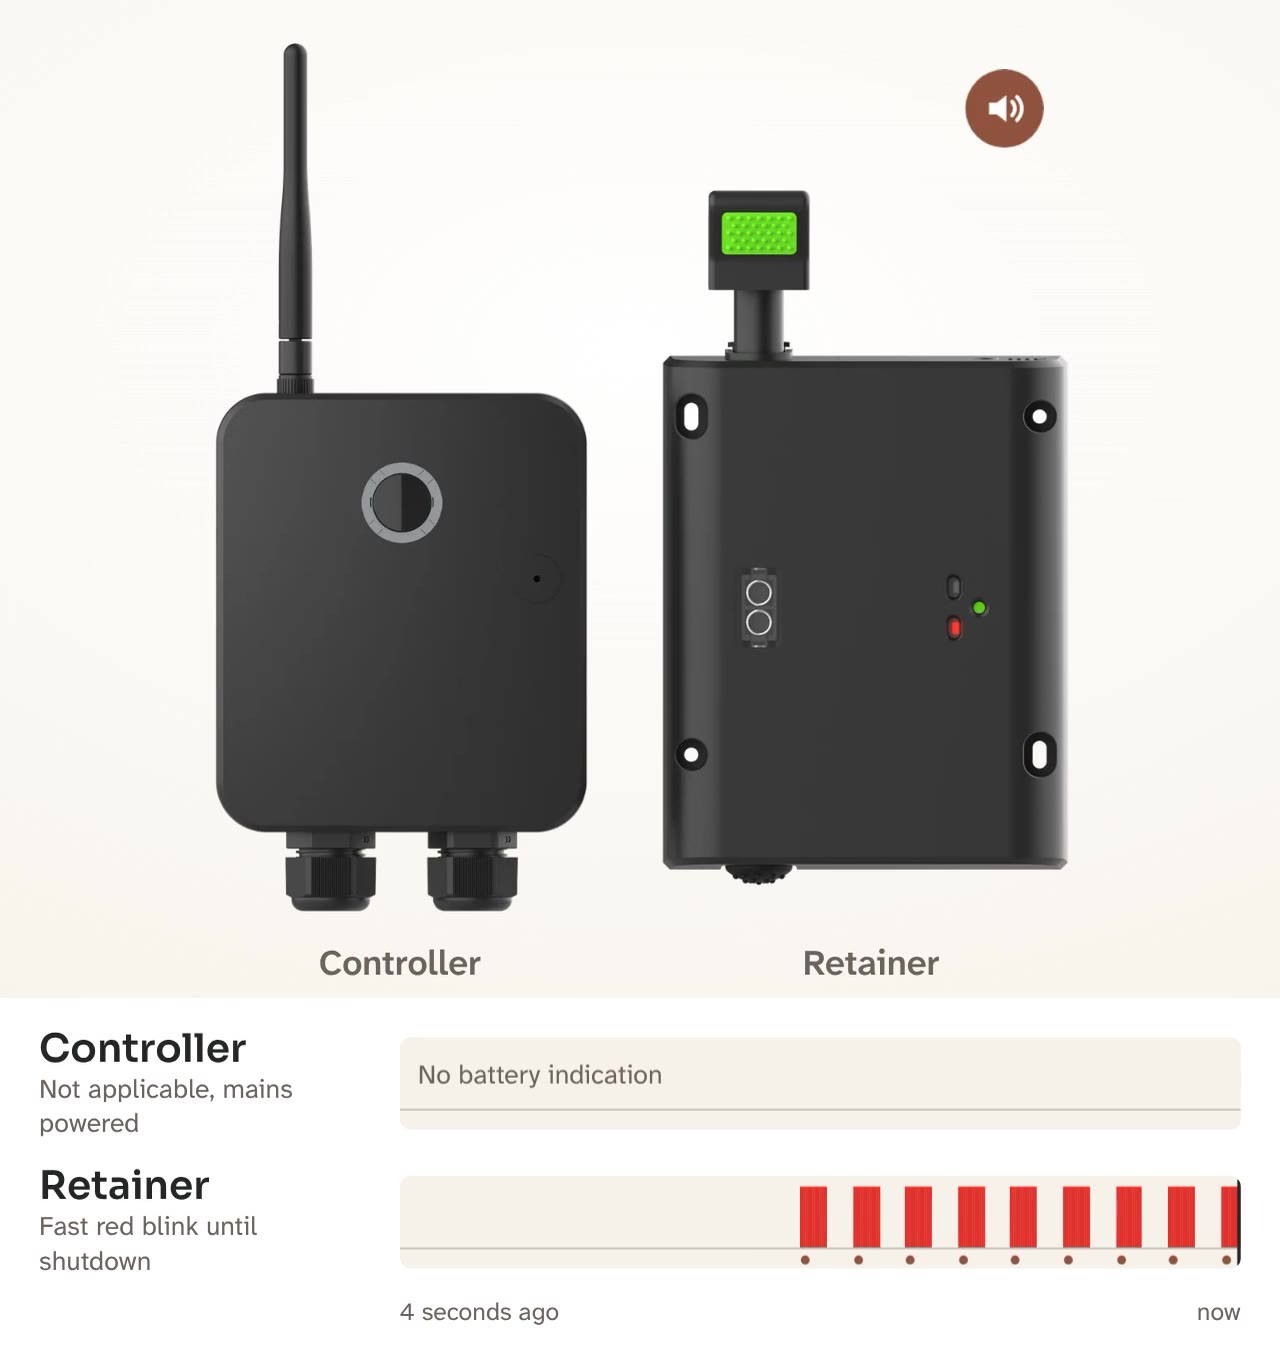 Controller
Retainer
Controller
Not applicable, mains
powered
No battery indication
Retainer
Fast red blink until
shutdown
4 seconds ago
now